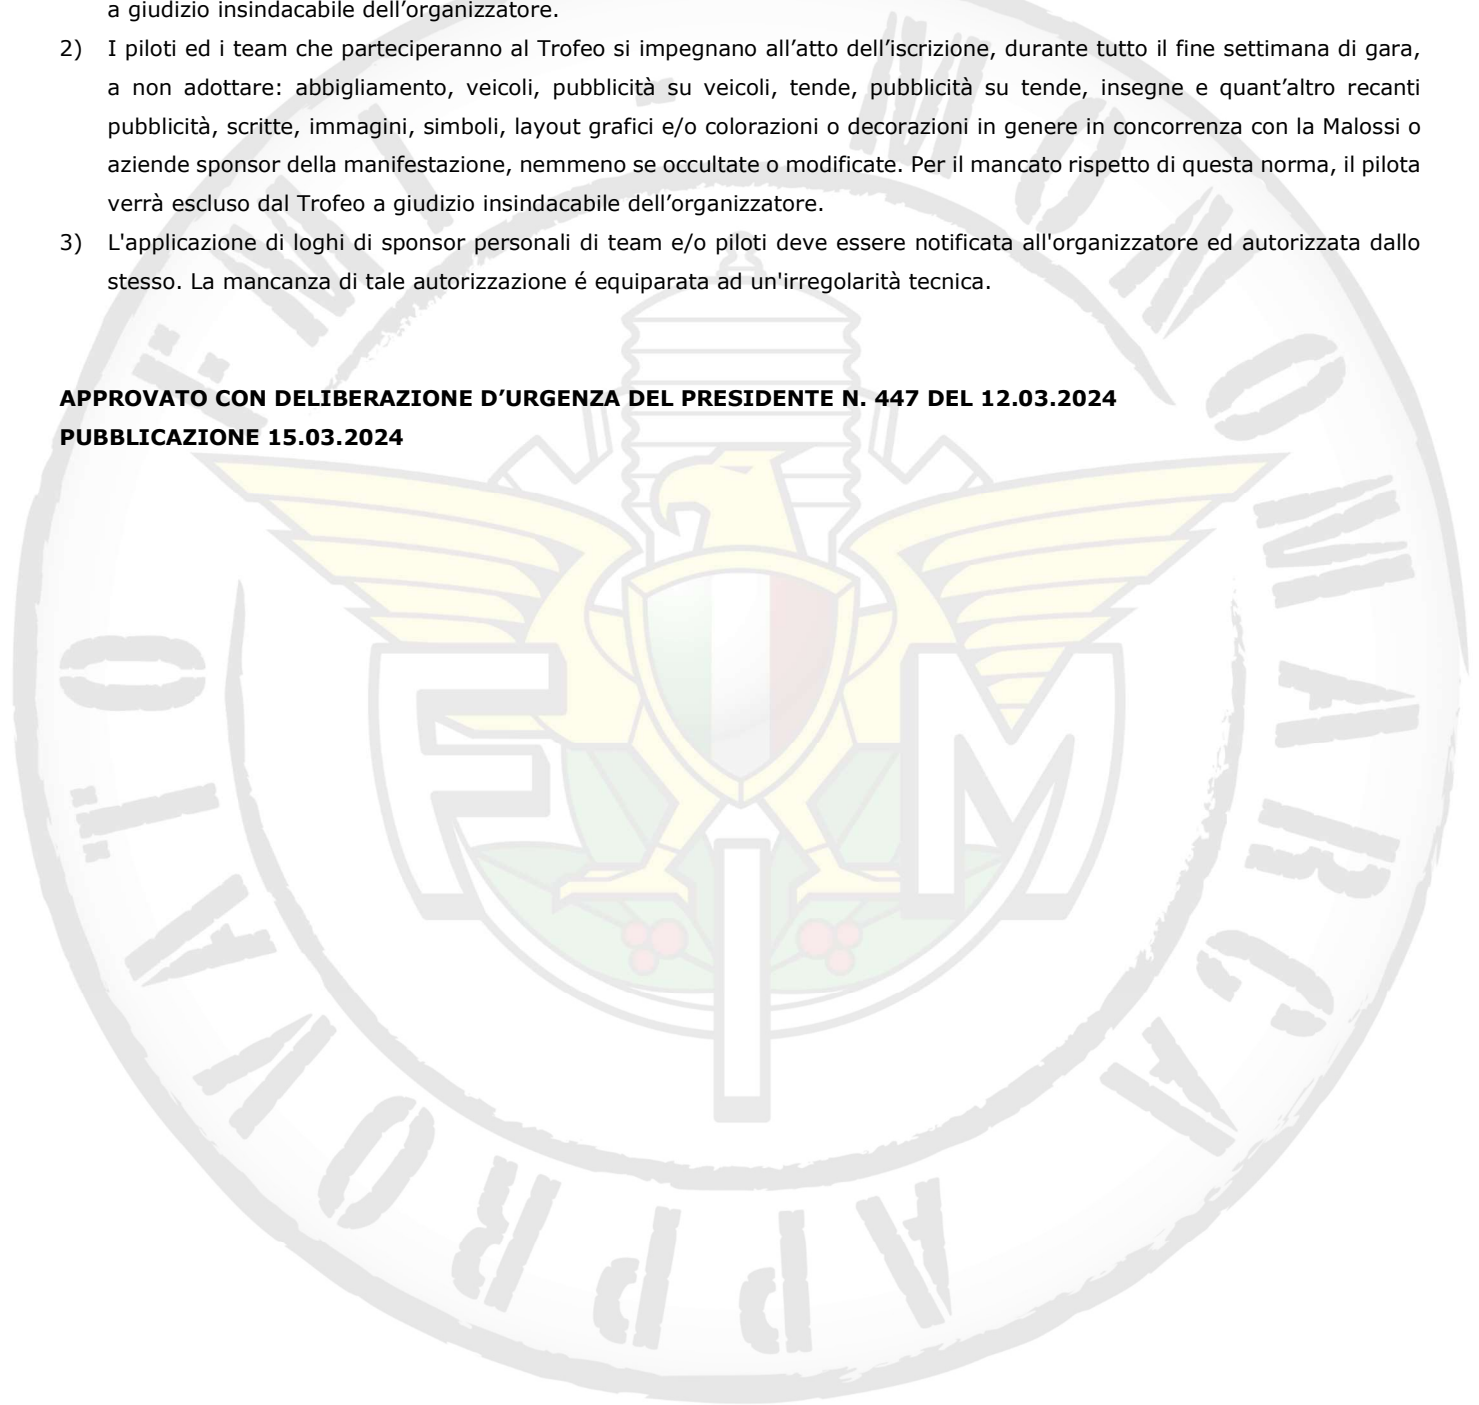 a giudizio insindacabile dell’organizzatore.
2) I piloti ed i team che parteciperanno al Trofeo si impegnano all’atto dell’iscrizione, durante tutto il fine settimana di gara,
a non adottare: abbigliamento, veicoli, pubblicità su veicoli, tende, pubblicità su tende, insegne e quant’altro recanti
pubblicità, scritte, immagini, simboli, layout grafici e/o colorazioni o decorazioni in genere in concorrenza con la Malossi o
aziende sponsor della manifestazione, nemmeno se occultate o modificate. Per il mancato rispetto di questa norma, il pilota
verrà escluso dal Trofeo a giudizio insindacabile dell’organizzatore.
3) L'applicazione di loghi di sponsor personali di team e/o piloti deve essere notificata all'organizzatore ed autorizzata dallo
stesso. La mancanza di tale autorizzazione é equiparata ad un'irregolarità tecnica.
APPROVATO CON DELIBERAZIONE D’URGENZA DEL PRESIDENTE N. 447 DEL 12.03.2024
PUBBLICAZIONE 15.03.2024
F.M.I. - MONOMARCA APPROVATO
FIM